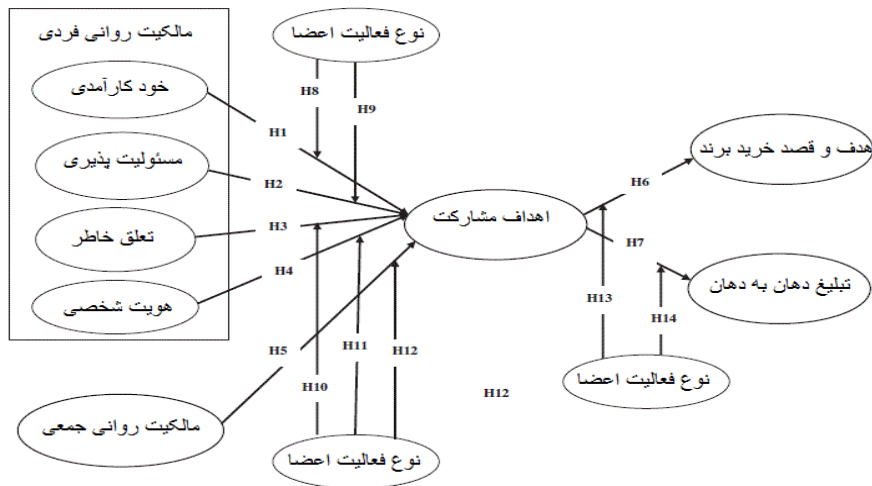 مالکیت روانی فردی
نوع فعالیت اعضا
خود کارآمدی
H8
H9
H1
مسئولیت پذیری
هدف و قصد خرید برند
H2
H6
اهداف مشارکت
تعلق خاطر
H3
H7
H4
هویت شخصی
تبلیغ دهان به دهان
H13
H14
H5
H11
H12
H10
نوع فعالیت اعضا
H12
مالکیت روانی جمعی
نوع فعالیت اعضا